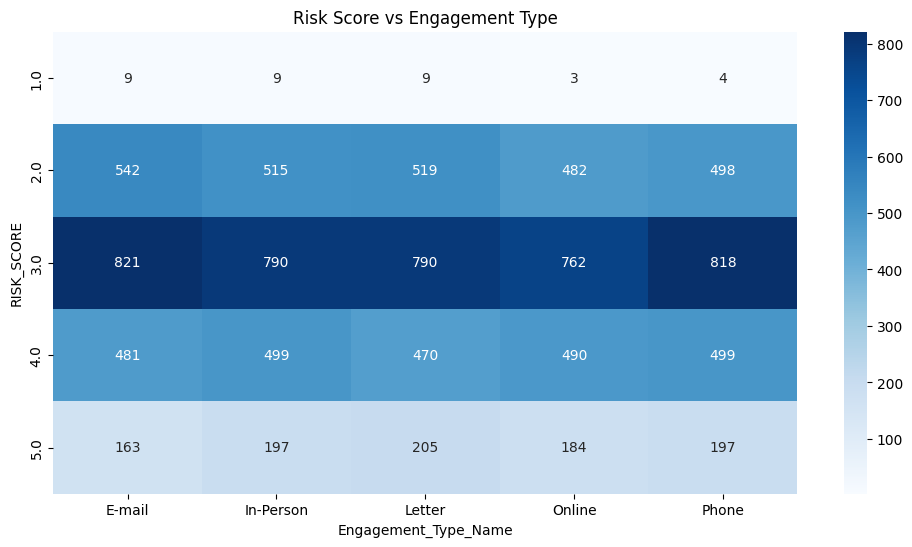 Risk Score vs Engagement Type
RISK_SCORE
1.0 9 9 9 3 4
2.0 542 515 519 482 498
3.0 821 790 790 762 818
4.0 481 499 470 490 499
5.0 163 197 205 184 197
E-mail In-Person Letter Online Phone
Engagement_Type_Name
800
700
600
500
400
300
200
100